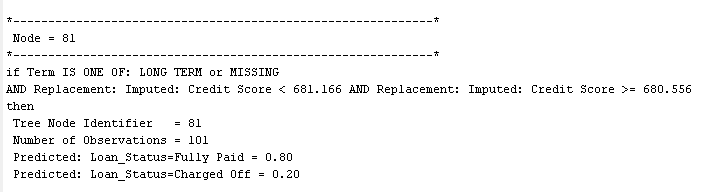 *------------------------------------------------------------*
Node = 81
*------------------------------------------------------------*
if Term IS ONE OF: LONG TERM or MISSING
AND Replacement: Imputed: Credit Score < 681.166 AND Replacement: Imputed: Credit Score >= 680.556
then
Tree Node Identifier   = 81
Number of Observations = 101
Predicted: Loan_Status=Fully Paid = 0.80
Predicted: Loan_Status=Charged Off = 0.20